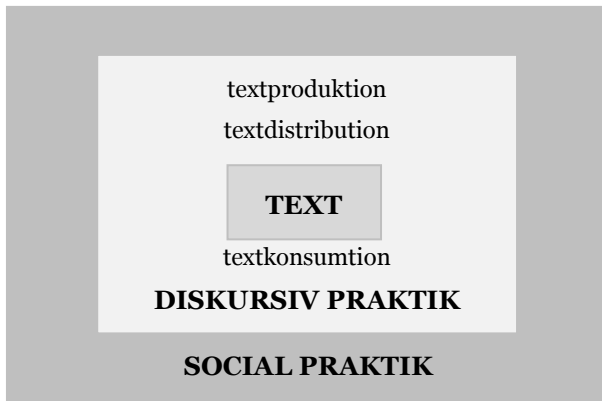 textproduktion
textdistribution
TEXT
textkonsumtion
DISKURSIV PRAKTIK
SOCIAL PRAKTIK